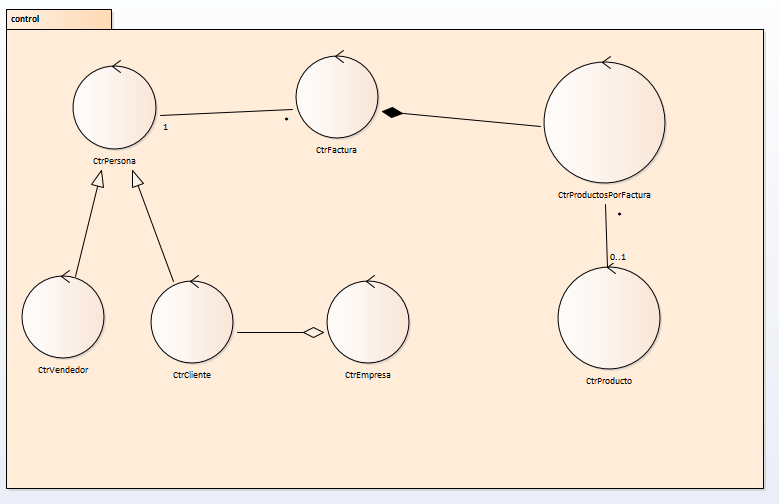 control
1
*
CtrPersona
CtrFactura
CtrProductosPorFactura
*
0..1
CtrVendedor
CtrCliente
CtrEmpresa
CtrProducto